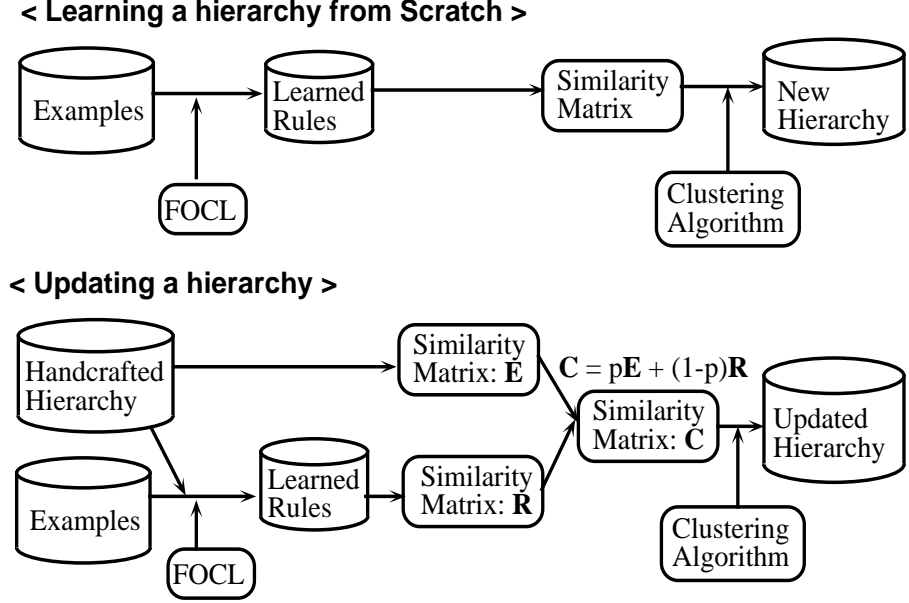 < Learning a hierarchy from Scratch >
Examples
Learned
Rules
Similarity
Matrix
New
Hierarchy
FOCL
Clustering
Algorithm
< Updating a hierarchy >
Handcrafted
Hierarchy
Similarity
Matrix: E
C = pE + (1-p)R
Similarity
Matrix: C
Updated
Hierarchy
Examples
Learned
Rules
Similarity
Matrix: R
FOCL
Clustering
Algorithm